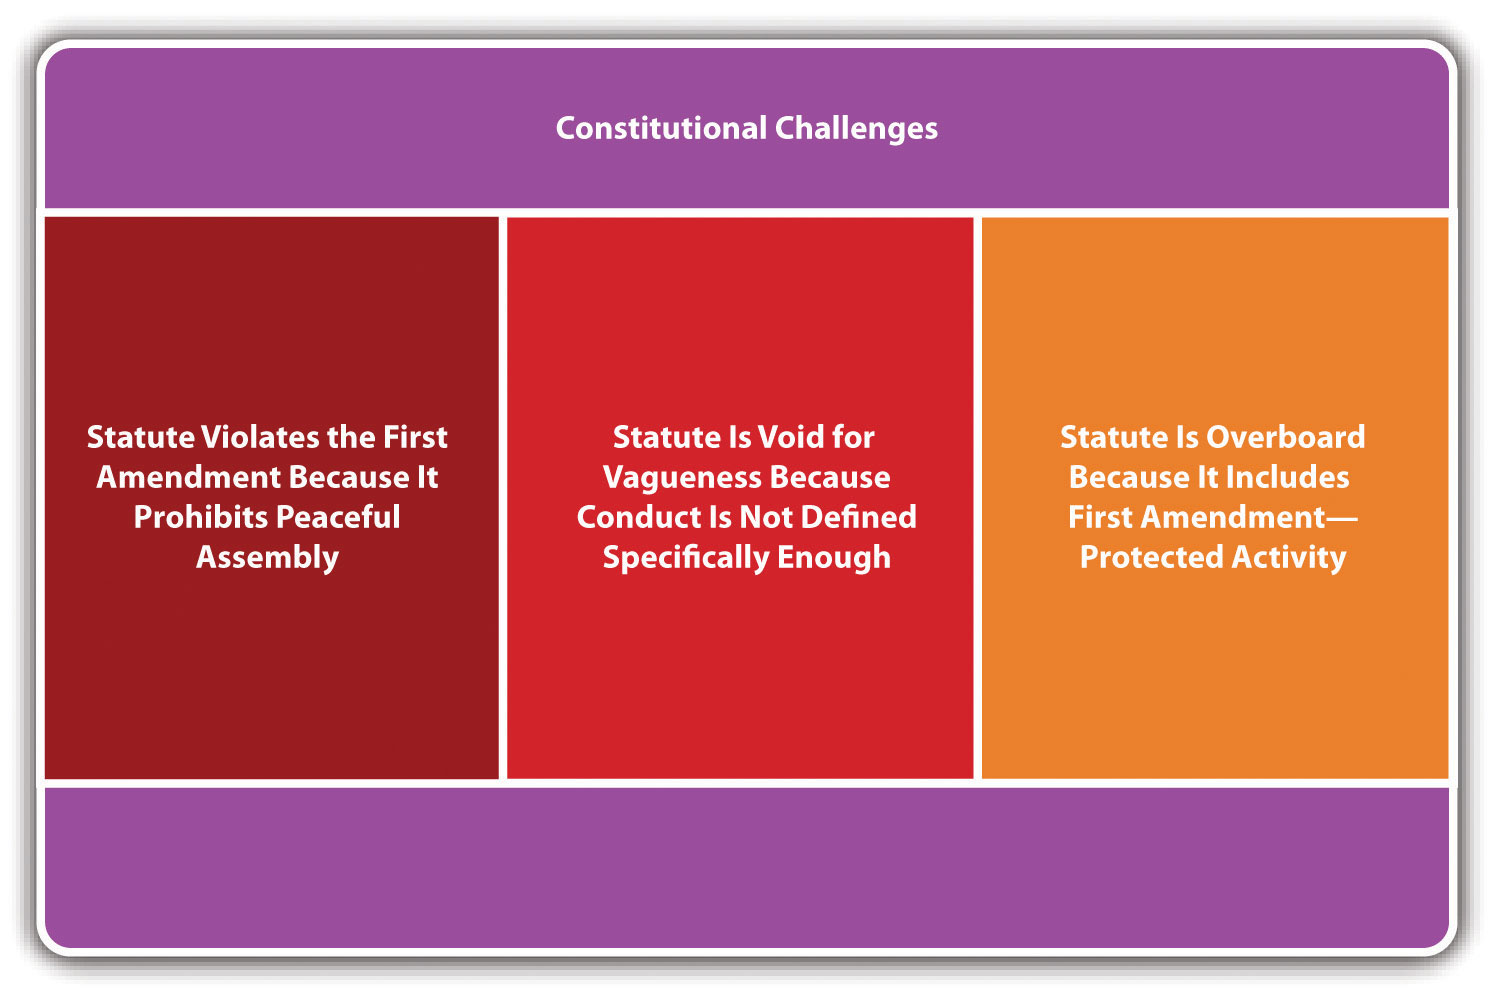 Constitutional Challenges
Statute Violates the First
Amendment Because It
Prohibits Peaceful
Assembly
Statute Is Void for
Vagueness Because
Conduct Is Not Defined
Specifically Enough
Statute Is Overboard
Because It Includes
First Amendment—
Protected Activity